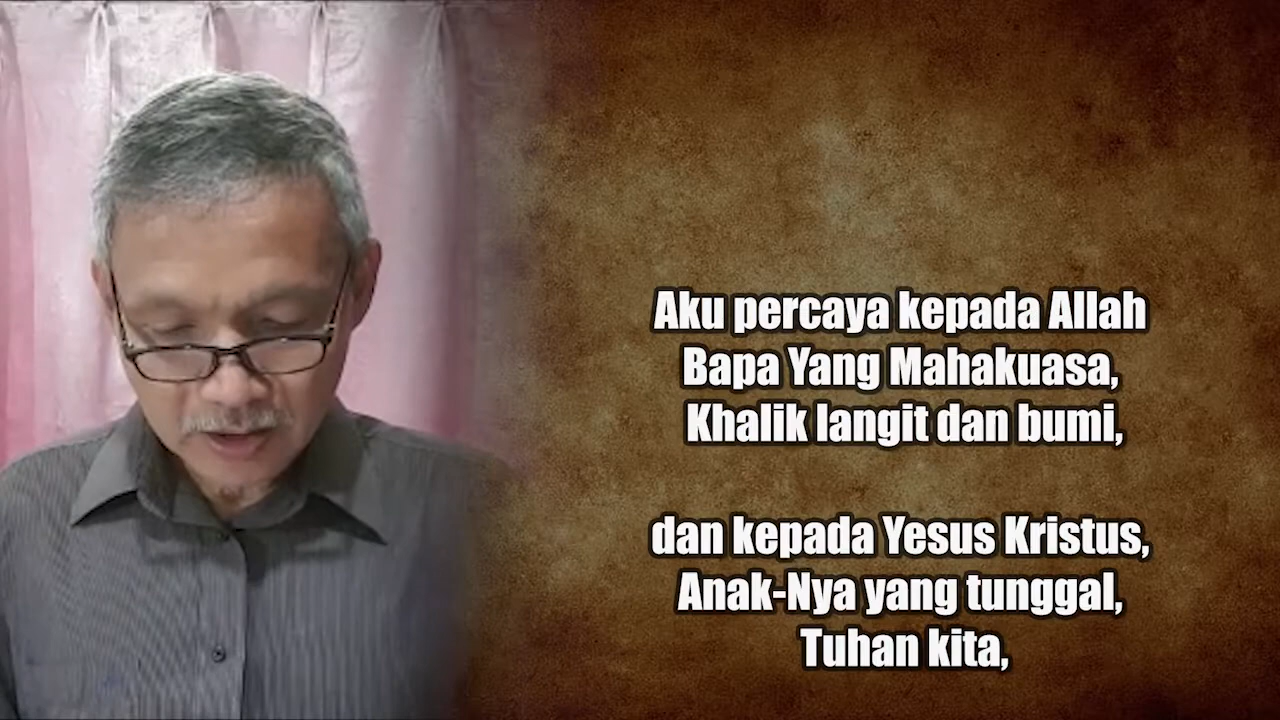 Aku percaya kepada Allah
Bapa Yang Mahakuasa,
Khalik langit dan bumi,
dan kepada Yesus Kristus,
Anak-Nya yang tunggal,
Tuhan kita,